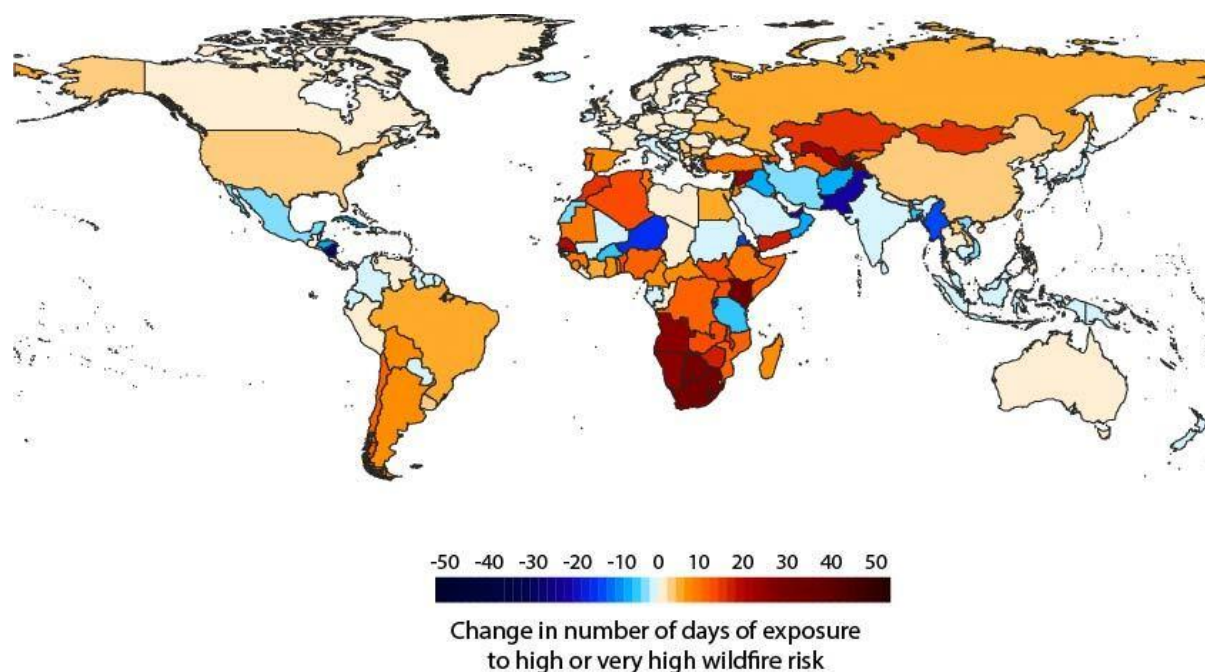 -50 -40 -30 -20 -10 0 10 20 30 40 50
Change in number of days of exposure
to high or very high wildfire risk